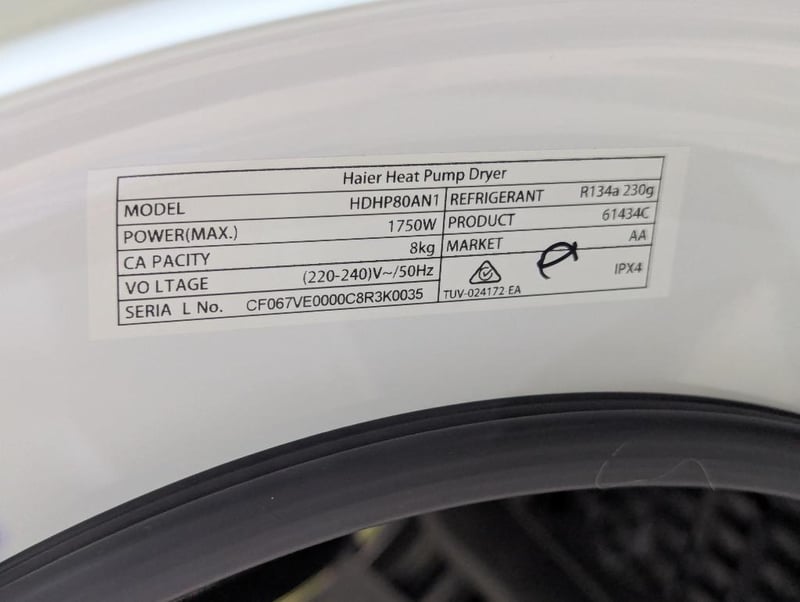 Haier Heat Pump Dryer
MODEL HDHP80AN1 REFRIGERANT R134a 230g
POWER(MAX.) 1750W PRODUCT 61434C
CA PACITY 8kg MARKET AA
VO LTAGE (220-240)V~/50Hz IPX4
SERIA L No. CF067VE0000C8R3K0035 TUV-024172-EA